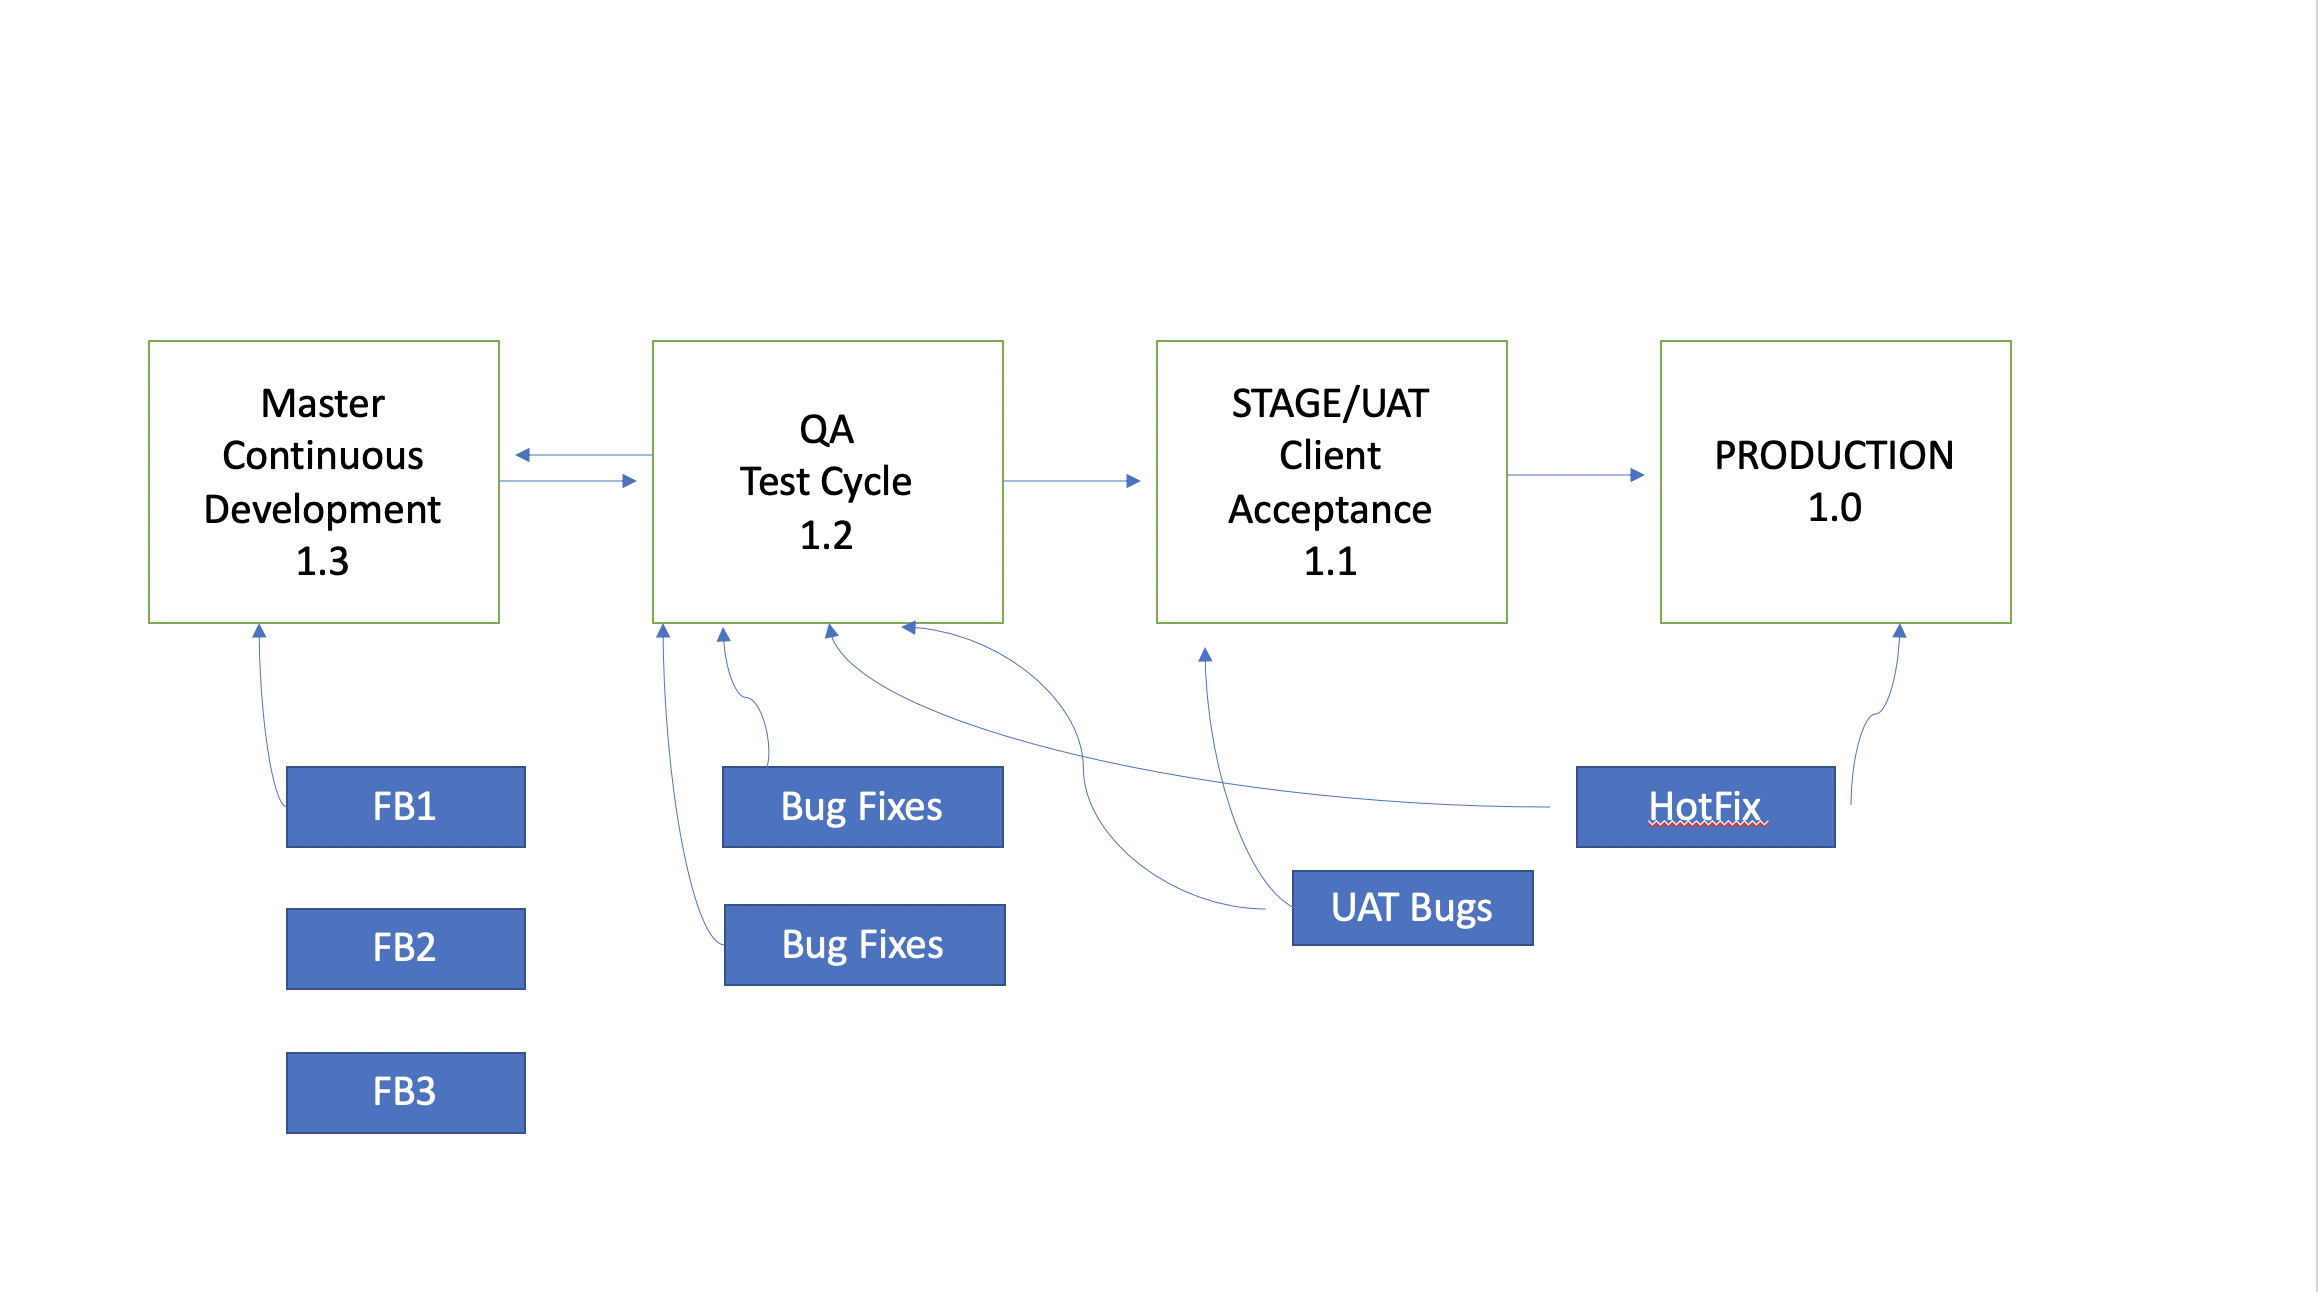 Master
Continuous
Development
1.3
QA
Test Cycle
1.2
STAGE/UAT
Client
Acceptance
1.1
PRODUCTION
1.0
FB1
Bug Fixes
HotFix
UAT Bugs
FB2
Bug Fixes
FB3